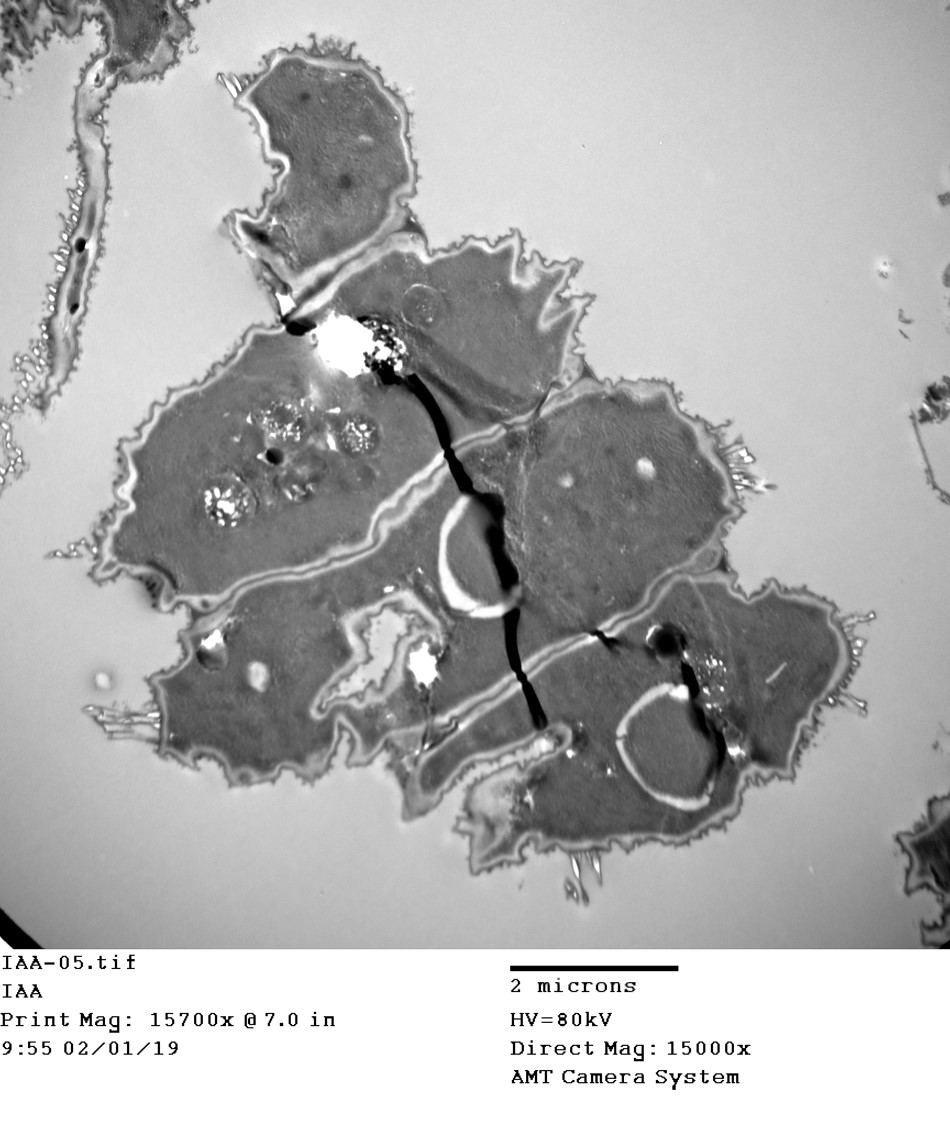 IAA-05.tif
IAA
Print Mag: 15700x @ 7.0 in
9:55 02/01/19
2 microns
HV=80kV
Direct Mag: 15000x
AMT Camera System